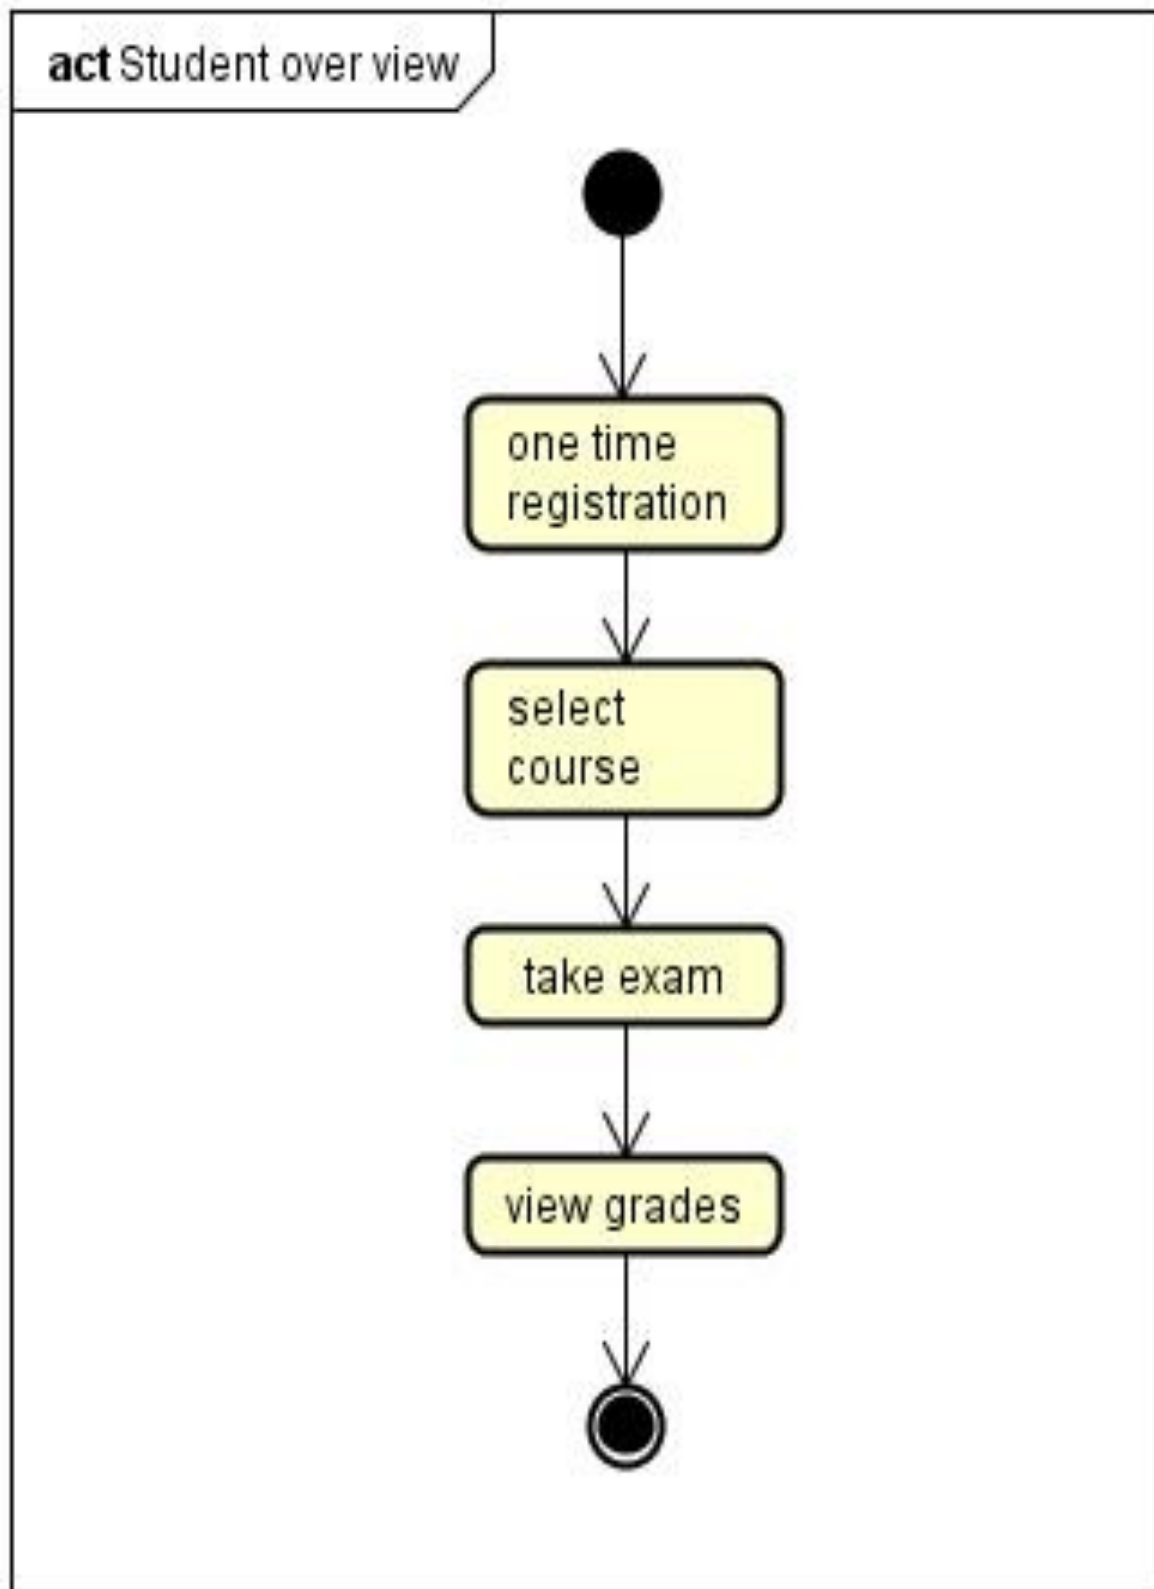 act Student over view
one time
registration
select
course
take exam
view grades